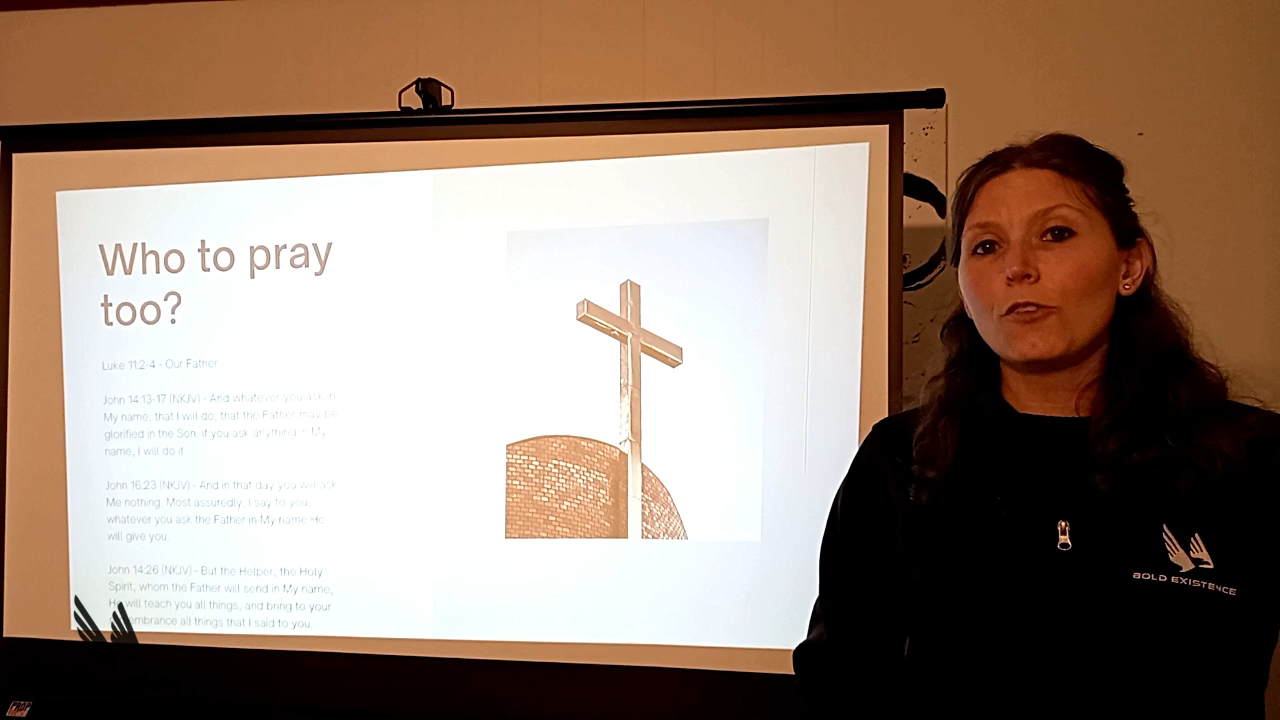 Who to pray
too?
Luke 11:2-4 - Our Father
John 14:13-17 (NKJV) - And whatever you ask in
My name, that I will do, that the Father may be
glorified in the Son. If you ask anything in My
name, I will do it.
John 16:23 (NKJV) - And in that day you will ask
Me nothing. Most assuredly, I say to you,
whatever you ask the Father in My name He
will give you.
John 14:26 (NKJV) - But the Helper, the Holy
Spirit, whom the Father will send in My name,
He will teach you all things, and bring to your
embrance all things that I said to you
BOLD EXISTENCE